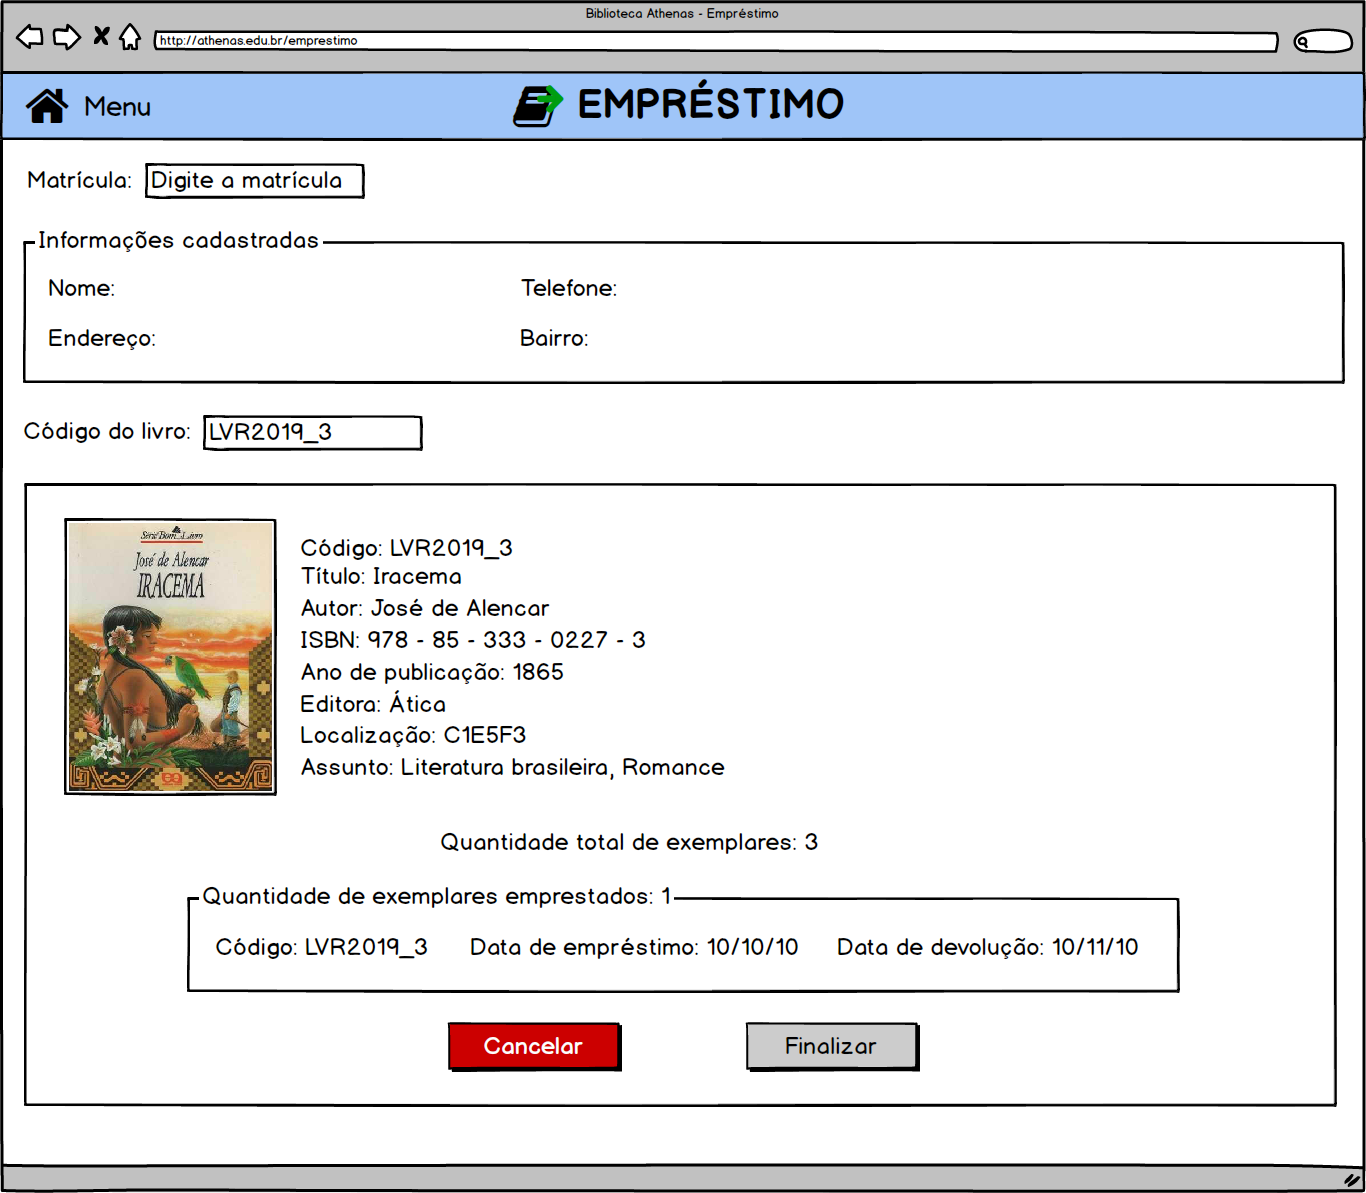 Biblioteca Athenas - Empréstimo
http://athenas.edu.br/emprestimo
Menu
EMPRÉSTIMO
Matrícula: Digite a matrícula
Informações cadastradas
Nome: Telefone:
Endereço: Bairro:
Código do livro: LVR2019_3
Série Bom Livro
José de Alencar
IRACEMA
Código: LVR2019_3
Título: Iracema
Autor: José de Alencar
ISBN: 978 - 85 - 333 - 0227 - 3
Ano de publicação: 1865
Editora: Ática
Localização: C1E5F3
Assunto: Literatura brasileira, Romance
Quantidade total de exemplares: 3
Quantidade de exemplares emprestados: 1
Código: LVR2019_3 Data de empréstimo: 10/10/10 Data de devolução: 10/11/10
Cancelar Finalizar